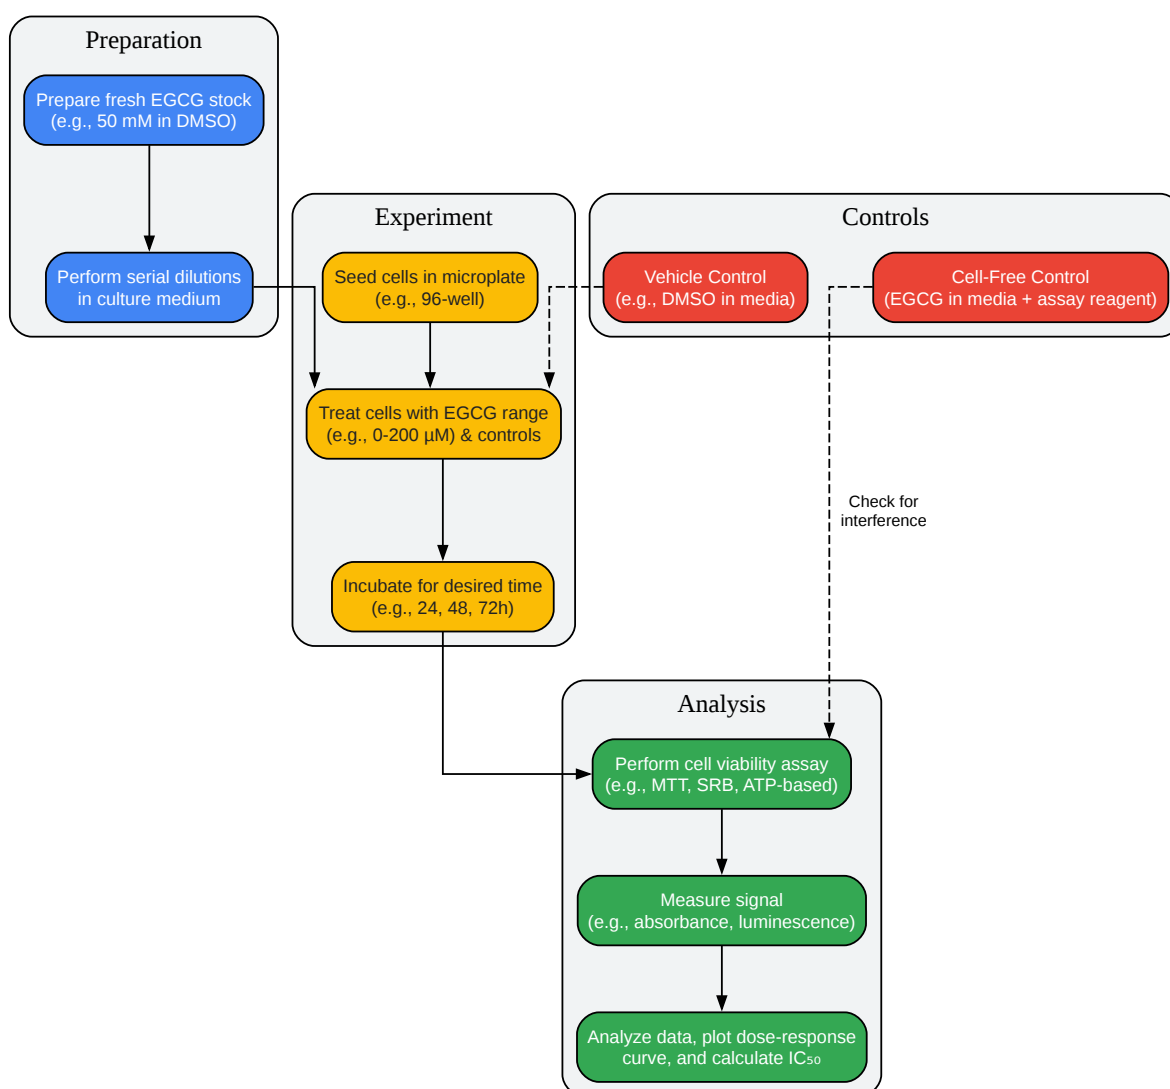 Preparation
Prepare fresh EGCG stock
(e.g., 50 mM in DMSO)
Perform serial dilutions
in culture medium
Experiment
Seed cells in microplate
(e.g., 96-well)
Treat cells with EGCG range
(e.g., 0-200 µM) & controls
Incubate for desired time
(e.g., 24, 48, 72h)
Controls
Vehicle Control
(e.g., DMSO in media)
Cell-Free Control
(EGCG in media + assay reagent)
Check for
interference
Analysis
Perform cell viability assay
(e.g., MTT, SRB, ATP-based)
Measure signal
(e.g., absorbance, luminescence)
Analyze data, plot dose-response
curve, and calculate IC₅₀